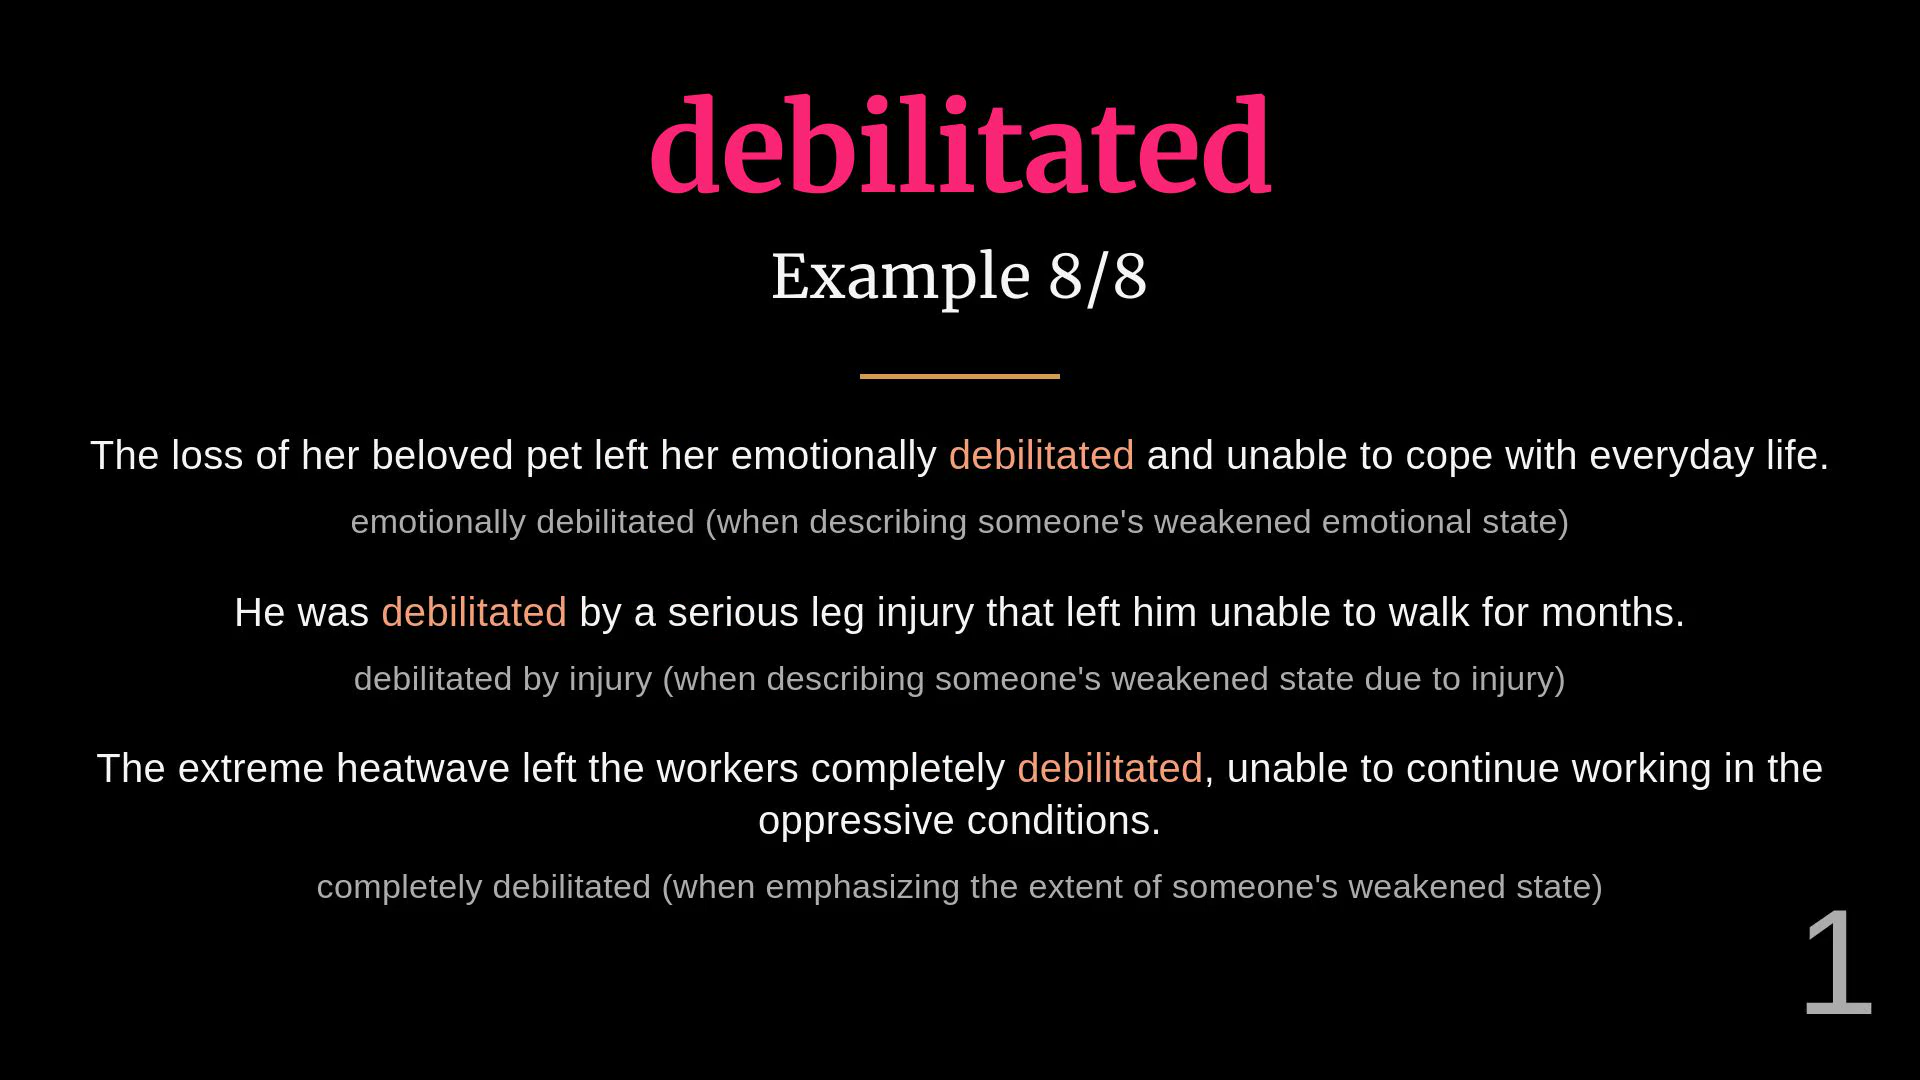 debilitated
Example 8/8
The loss of her beloved pet left her emotionally debilitated and unable to cope with everyday life.
emotionally debilitated (when describing someone's weakened emotional state)
He was debilitated by a serious leg injury that left him unable to walk for months.
debilitated by injury (when describing someone's weakened state due to injury)
The extreme heatwave left the workers completely debilitated, unable to continue working in the
oppressive conditions.
completely debilitated (when emphasizing the extent of someone's weakened state)
1